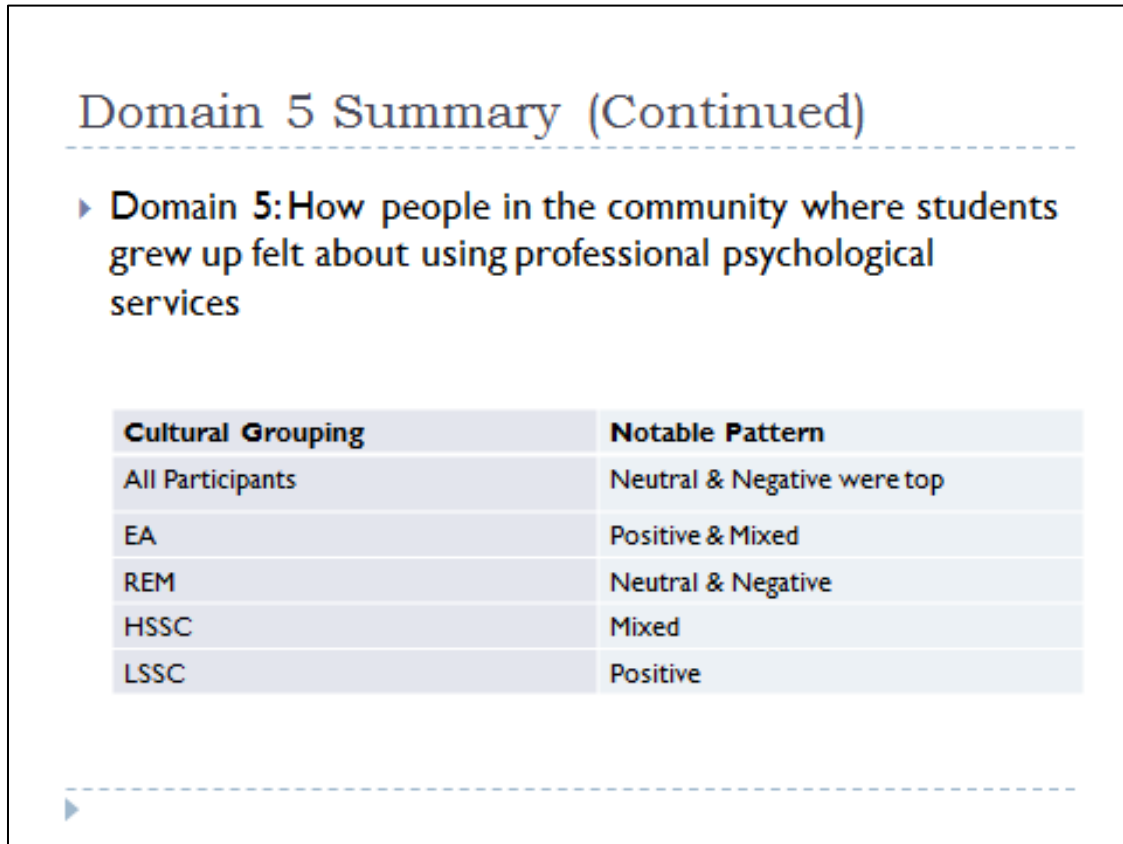 Domain 5 Summary (Continued)
Domain 5: How people in the community where students
grew up felt about using professional psychological
services
Cultural Grouping Notable Pattern
All Participants Neutral & Negative were top
EA Positive & Mixed
REM Neutral & Negative
HSSC Mixed
LSSC Positive